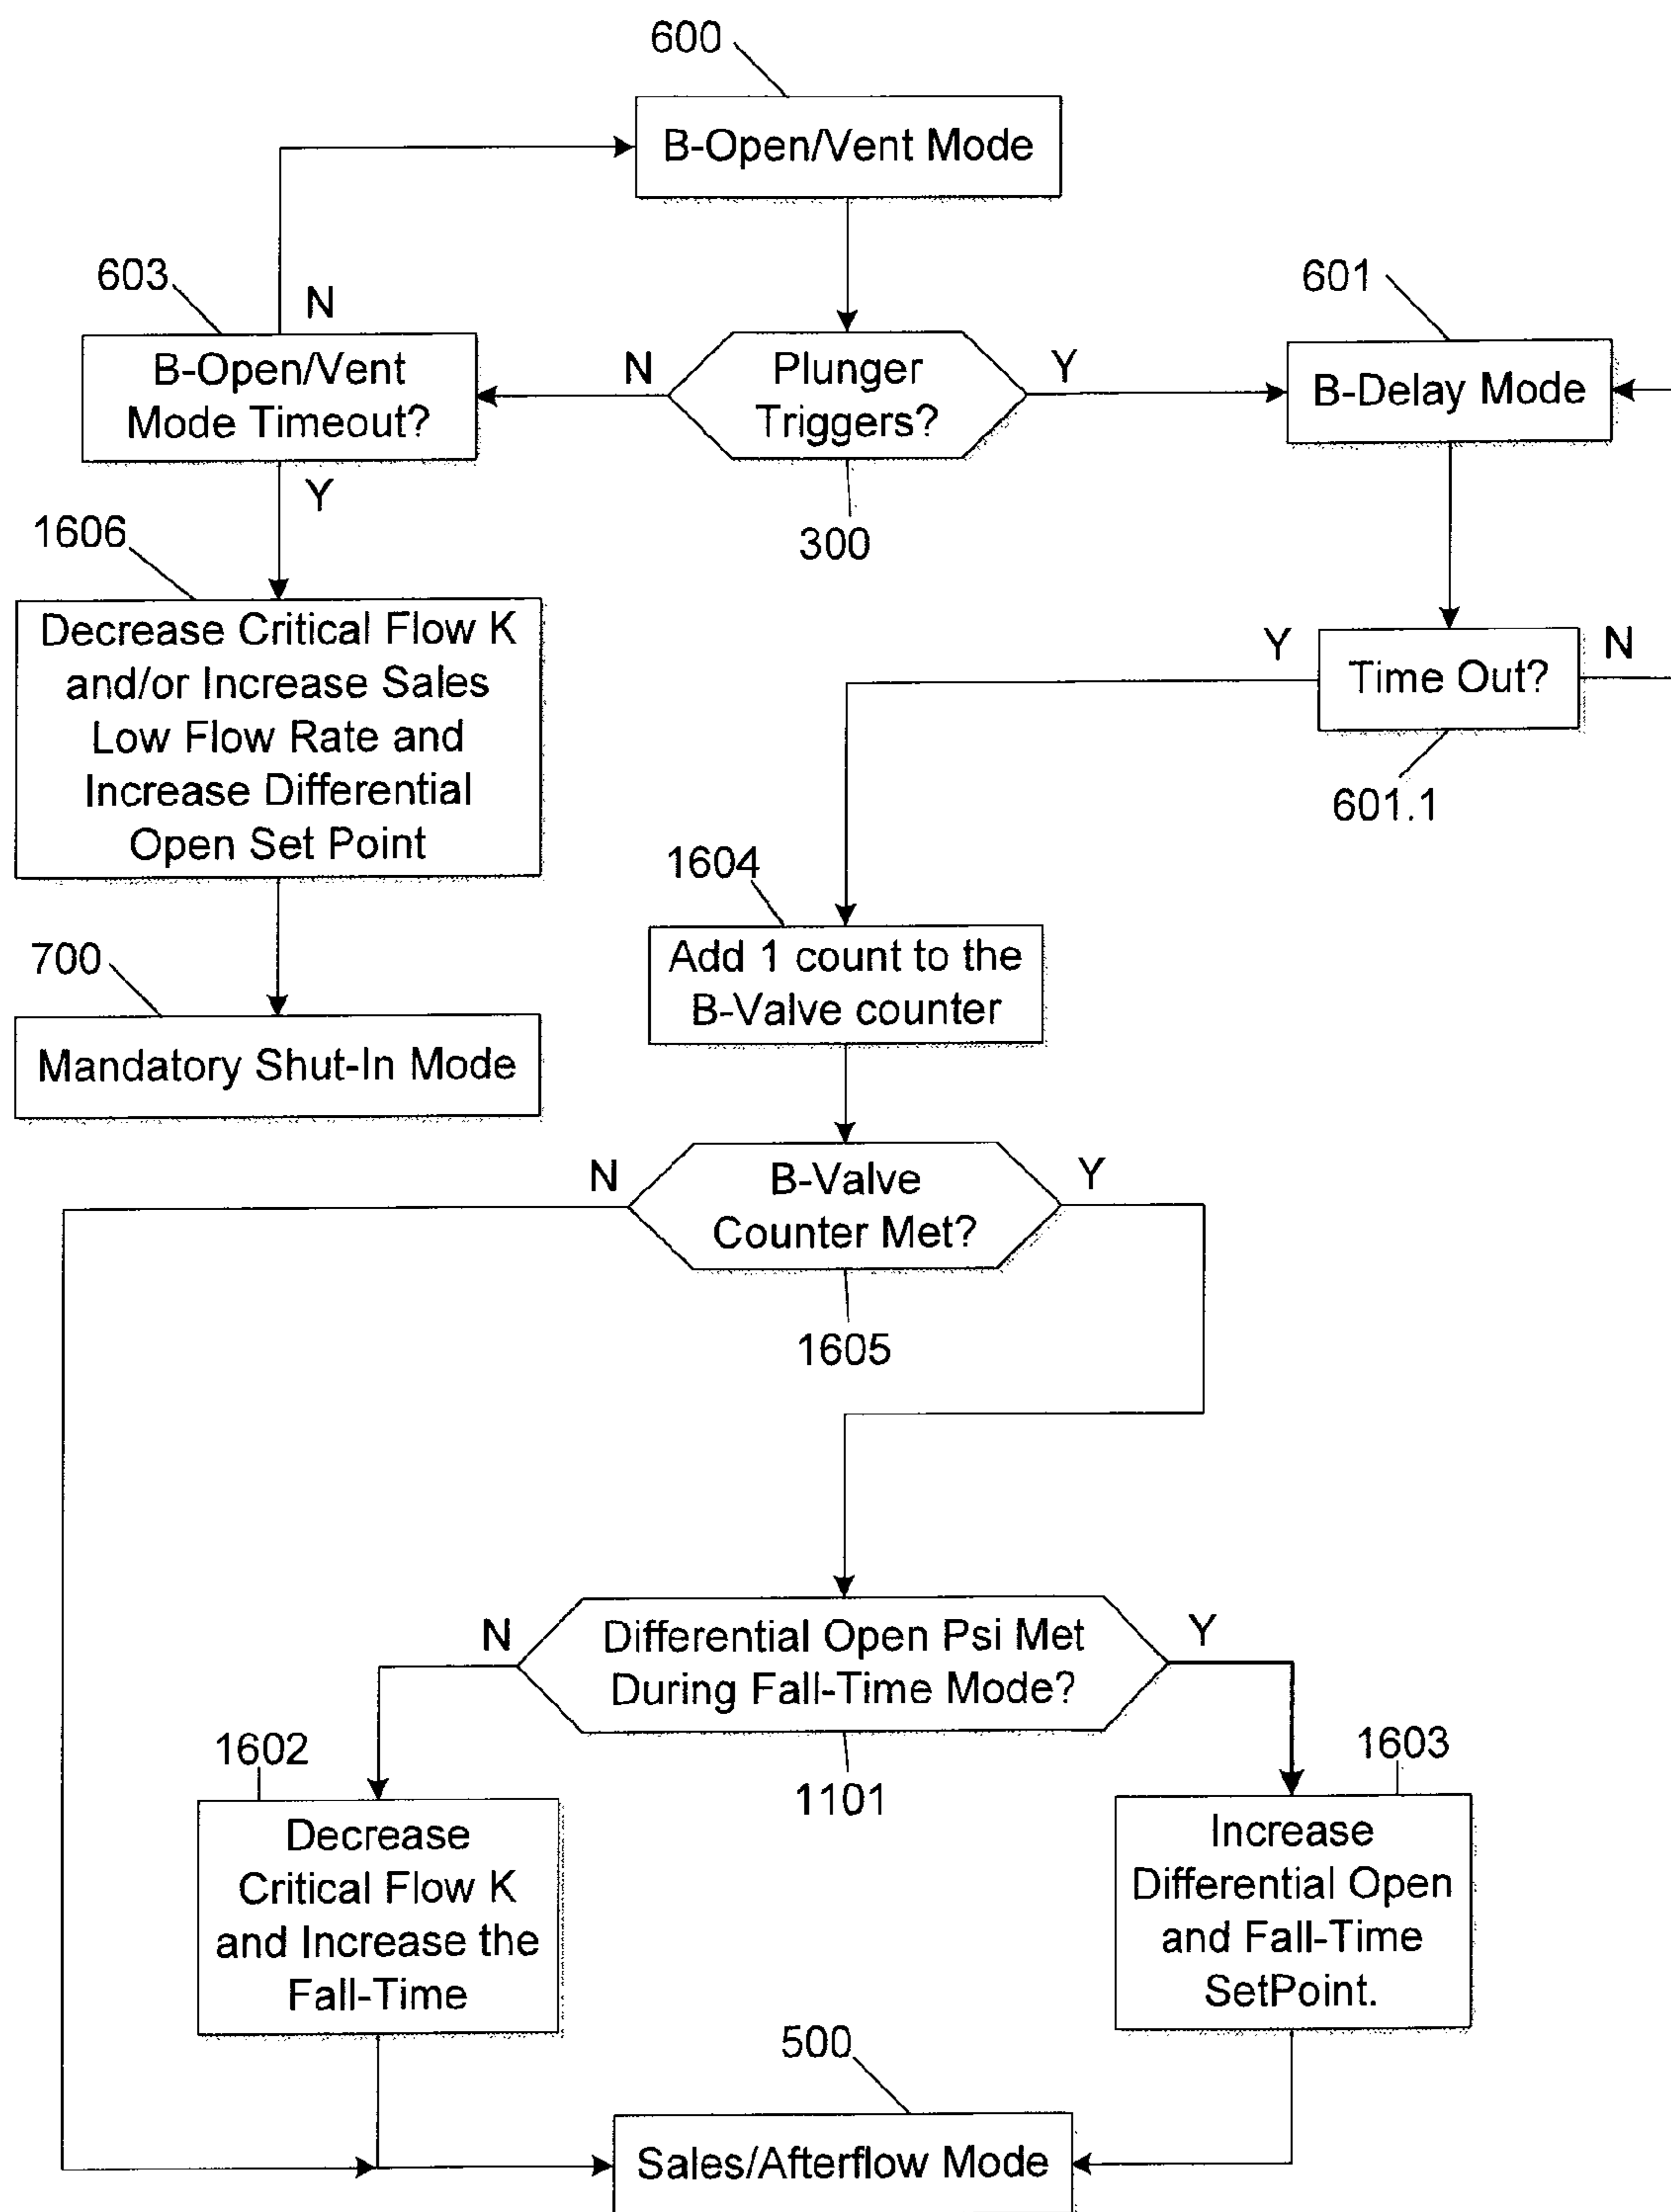 600
B-Open/Vent Mode
603
N
601
B-Open/Vent
Mode Timeout?
N
Plunger
Triggers?
Y
B-Delay Mode
Y
300
1606
Decrease Critical Flow K
and/or Increase Sales
Low Flow Rate and
Increase Differential
Open Set Point
Y
Time Out?
N
601.1
1604
Add 1 count to the
B-Valve counter
700
Mandatory Shut-In Mode
N
B-Valve
Counter Met?
Y
1605
N
Differential Open Psi Met
During Fall-Time Mode?
Y
1101
1602
Decrease
Critical Flow K
and Increase the
Fall-Time
1603
Increase
Differential Open
and Fall-Time
SetPoint.
500
Sales/Afterflow Mode